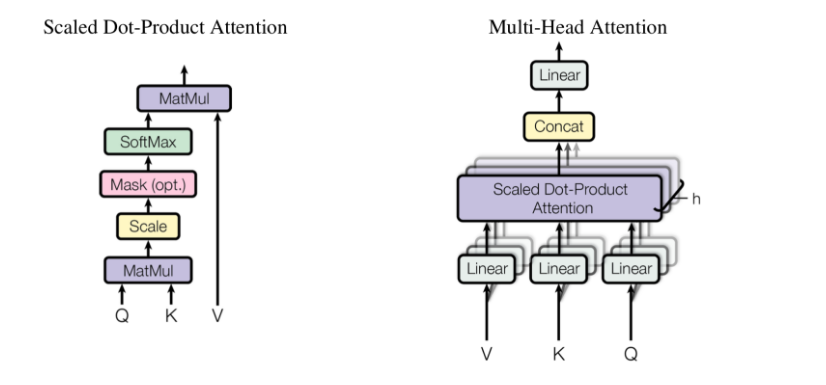 Scaled Dot-Product Attention
MatMul
SoftMax
Mask (opt.)
Scale
MatMul
Q K V
Multi-Head Attention
Linear
Concat
Scaled Dot-Product
Attention
h
Linear Linear Linear
V K Q